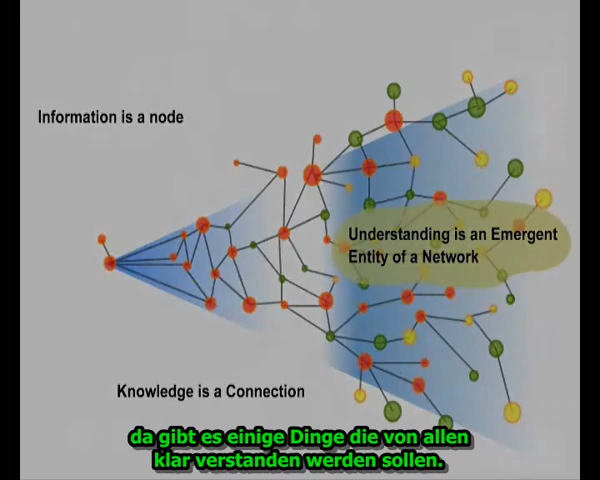 Information is a node
Understanding is an Emergent
Entity of a Network
Knowledge is a Connection
da gibt es einige Dinge die von allen
klar verstanden werden sollen.